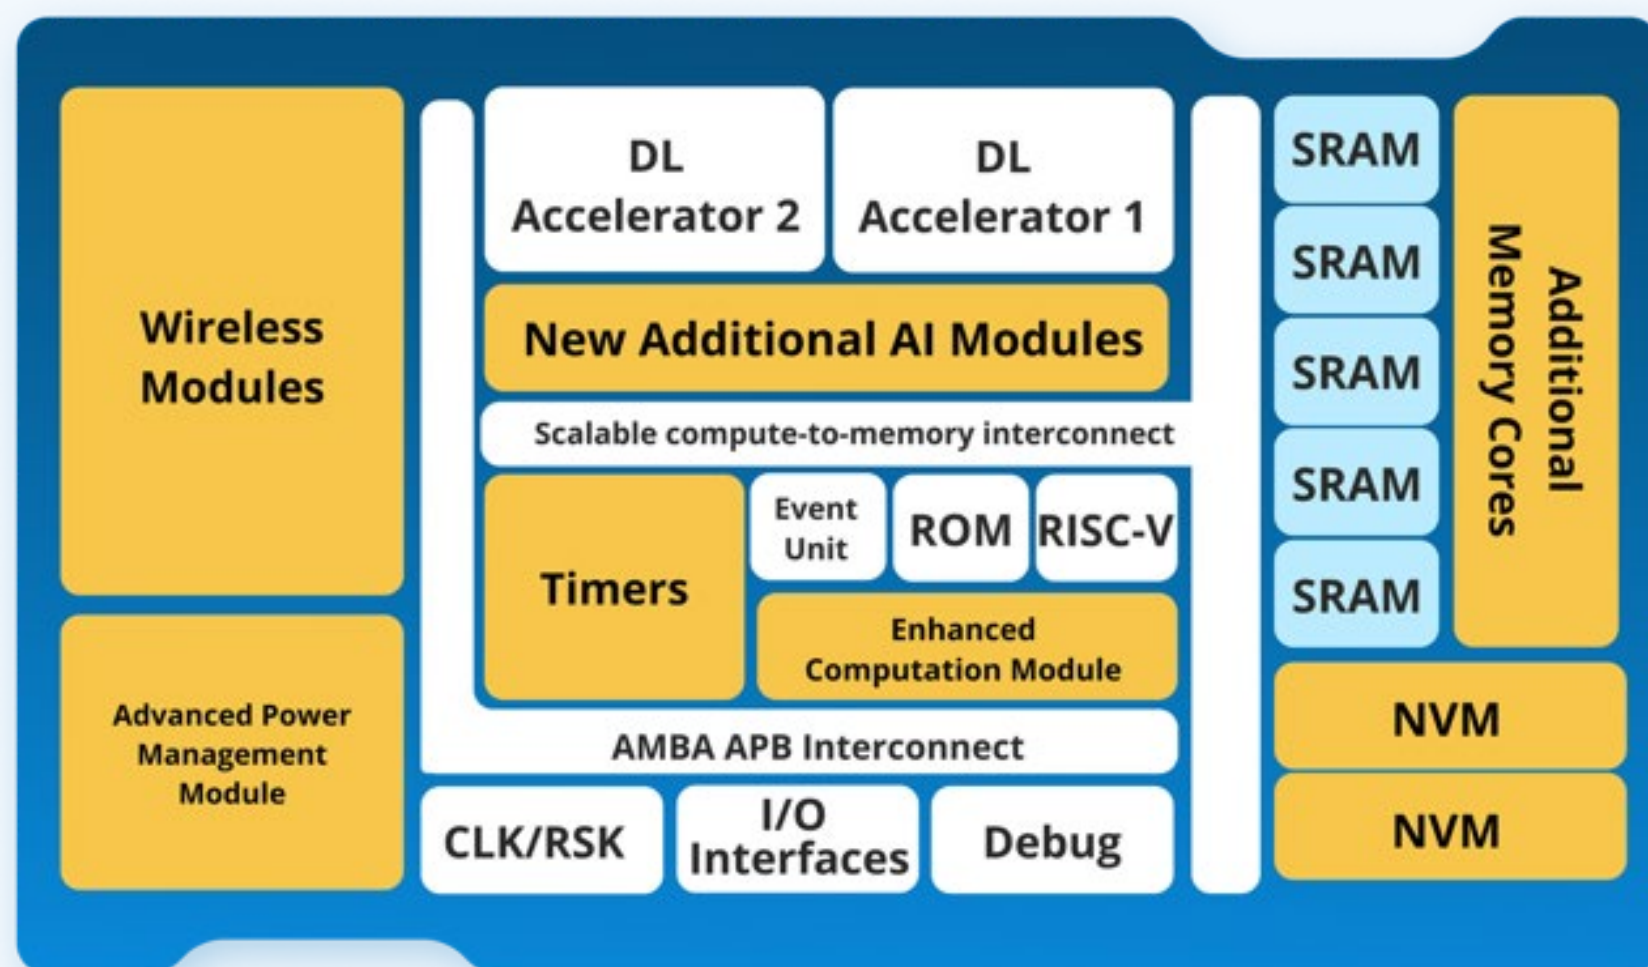 Wireless
Modules
Advanced Power
Management
Module
DL
Accelerator 2
DL
Accelerator 1
New Additional AI Modules
Scalable compute-to-memory interconnect
Timers
Event
Unit
ROM
RISC-V
Enhanced
Computation Module
AMBA APB Interconnect
CLK/RSK
I/O
Interfaces
Debug
SRAM
SRAM
SRAM
SRAM
SRAM
Additional
Memory Cores
NVM
NVM